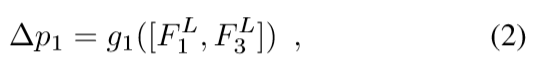 Δp₁ = g₁([F₁ᴸ, F₃ᴸ]) , (2)